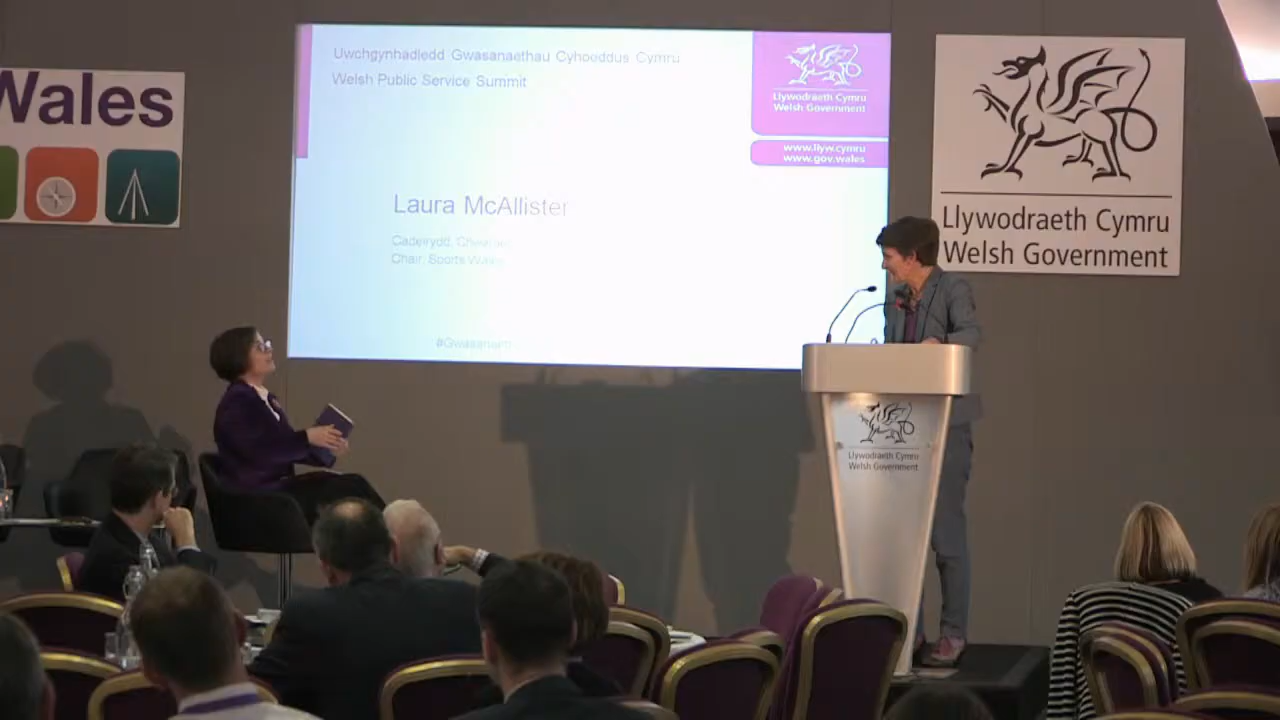 Wales
Uwchgynhadledd Gwasanaethau Cyhoeddus Cymru
Welsh Public Service Summit
Llywodraeth Cymru
Welsh Government
www.llyw.cymru
www.gov.wales
Laura McAllister
Cadeirydd,
Chair, Sports Wales
Llywodraeth Cymru
Welsh Government
Llywodraeth Cymru
Welsh Government